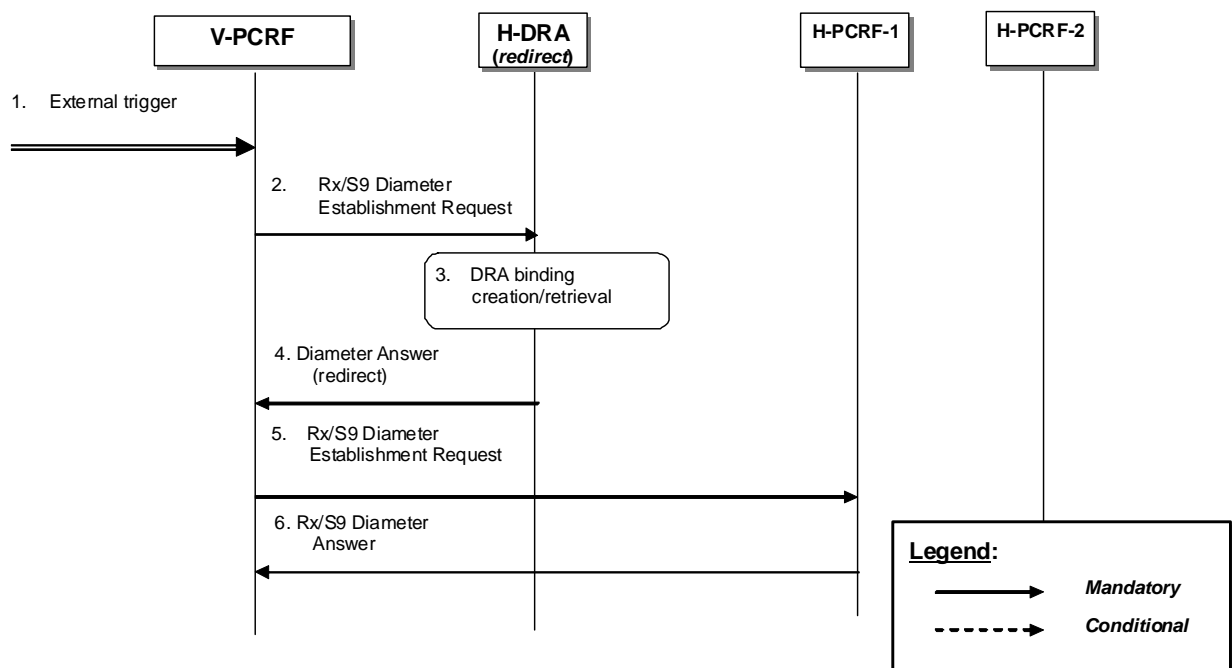 V-PCRF
H-DRA
(redirect)
H-PCRF-1
H-PCRF-2
1. External trigger
2. Rx/S9 Diameter
Establishment Request
3. DRA binding
creation/retrieval
4. Diameter Answer
(redirect)
5. Rx/S9 Diameter
Establishment Request
6. Rx/S9 Diameter
Answer
Legend:
Mandatory
Conditional